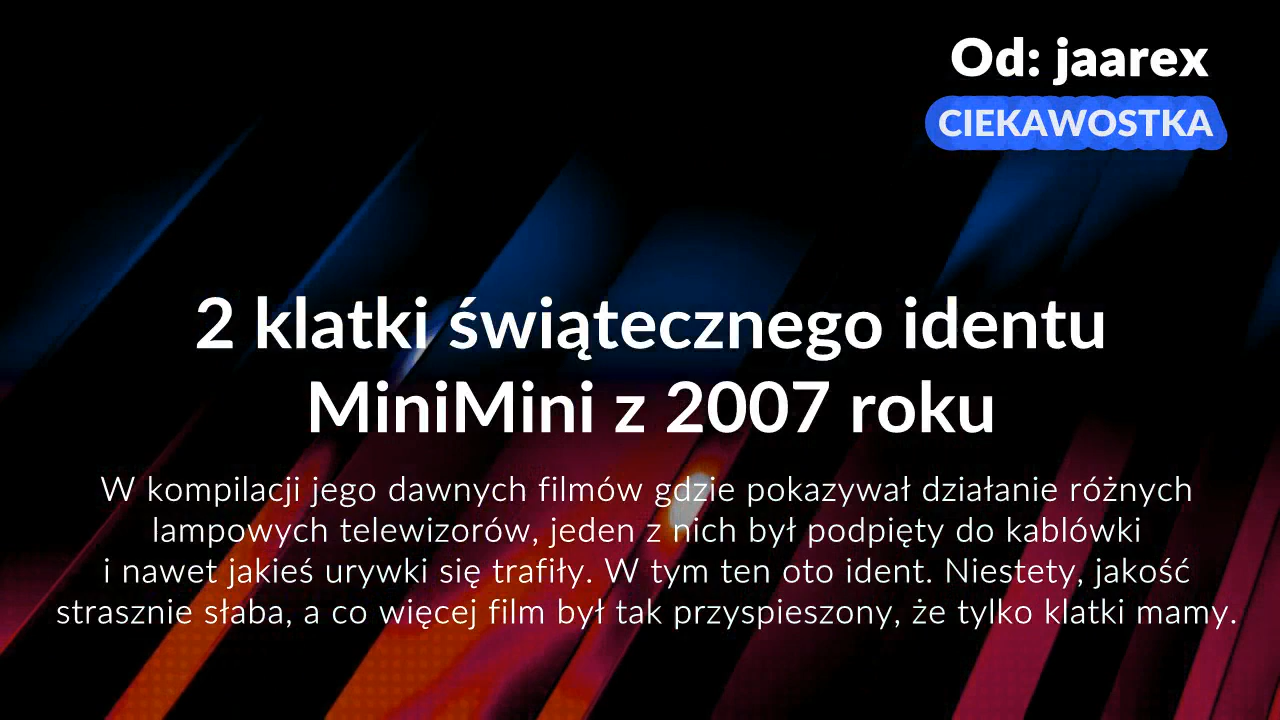 Od: jaarex
CIEKAWOSTKA
2 klatki świątecznego identu
MiniMini z 2007 roku
W kompilacji jego dawnych filmów gdzie pokazywał działanie różnych
lampowych telewizorów, jeden z nich był podpięty do kablówki
i nawet jakieś urywki się trafiły. W tym ten oto ident. Niestety, jakość
strasznie słaba, a co więcej film był tak przyspieszony, że tylko klatki mamy.